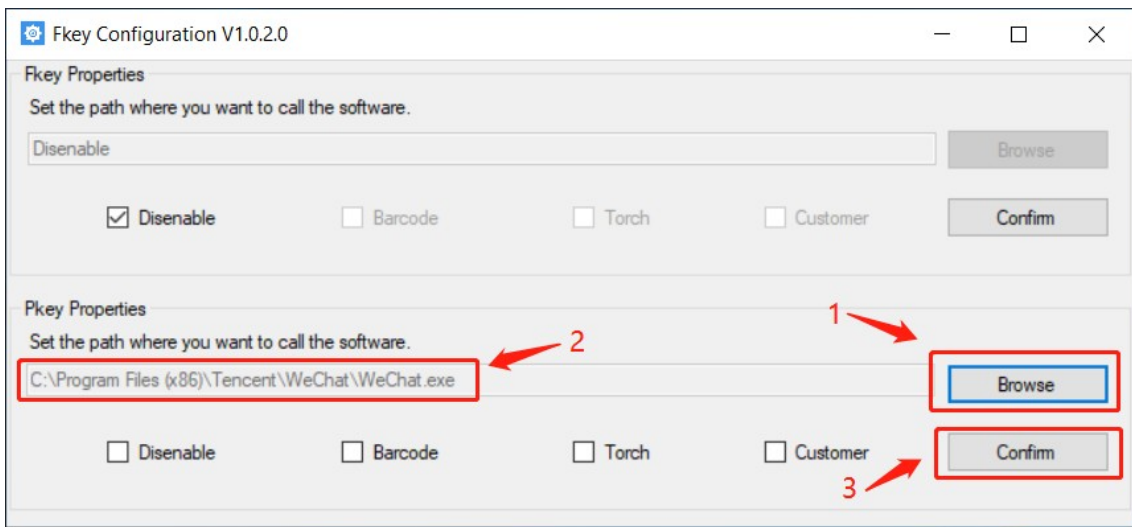 Fkey Configuration V1.0.2.0
Fkey Properties
Set the path where you want to call the software.
Disenable
Browse
Disenable Barcode Torch Customer Confirm
Pkey Properties
1
Set the path where you want to call the software.
2
C:\Program Files (x86)\Tencent\WeChat\WeChat.exe
Browse
Disenable Barcode Torch Customer Confirm
3